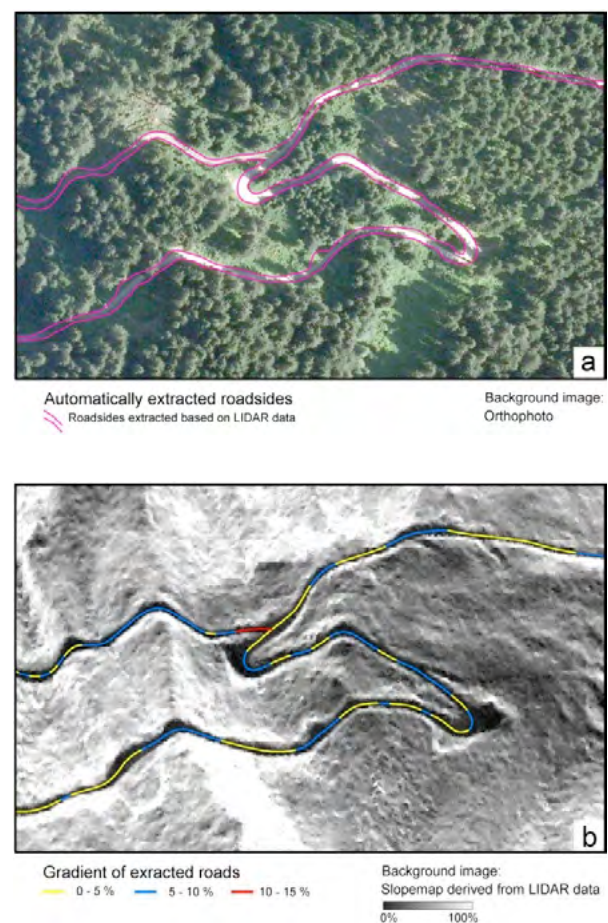 a
Automatically extracted roadsides
Roadsides extracted based on LIDAR data
Background image:
Orthophoto
b
Gradient of exracted roads
0 - 5 %
5 - 10 %
10 - 15 %
Background image:
Slopemap derived from LIDAR data
0%
100%